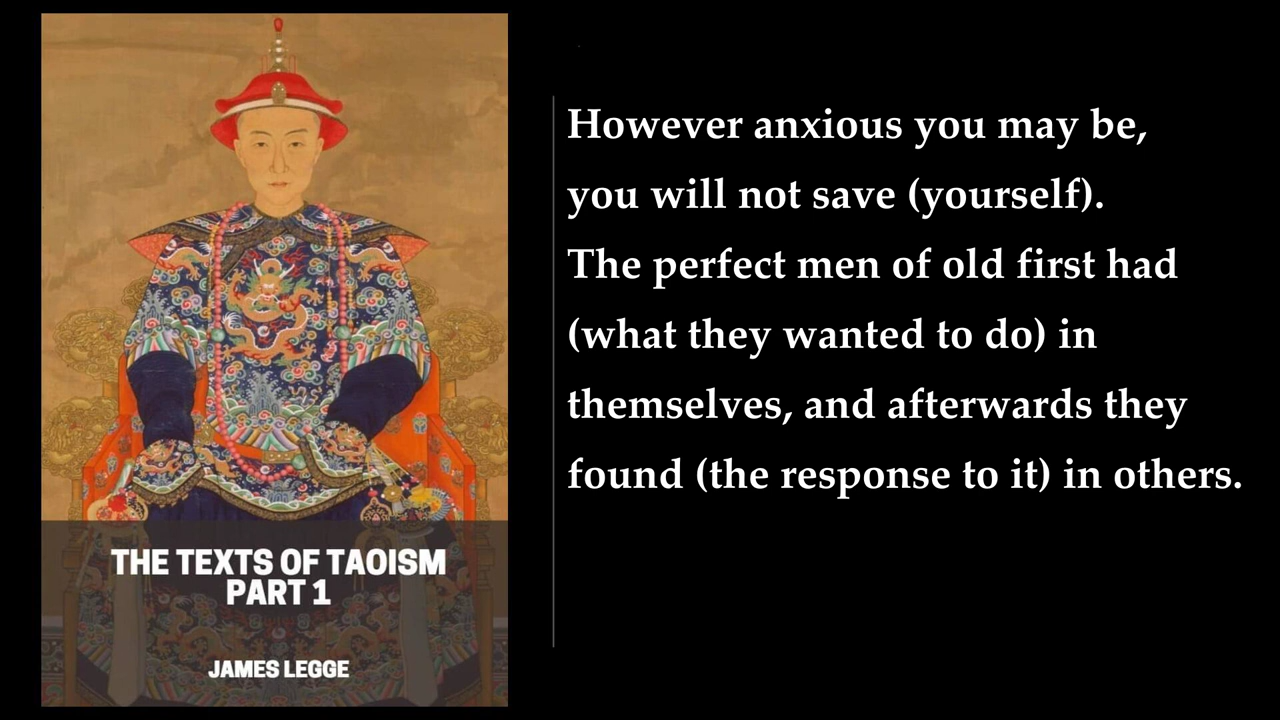 THE TEXTS OF TAOISM
PART 1
JAMES LEGGE
However anxious you may be,
you will not save (yourself).
The perfect men of old first had
(what they wanted to do) in
themselves, and afterwards they
found (the response to it) in others.